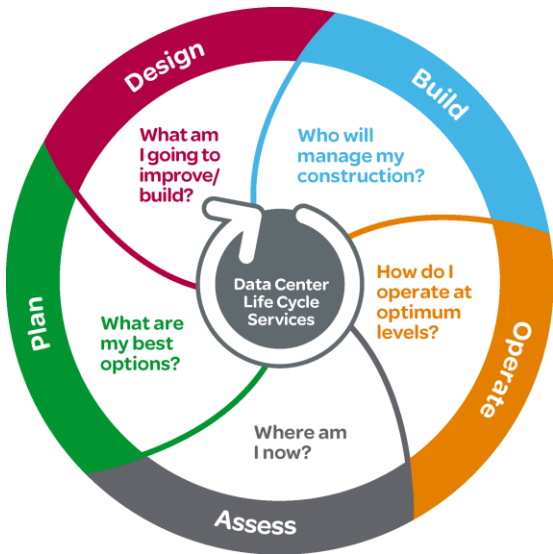 Design
What am
I going to
improve/
build?
Build
Who will
manage my
construction?
Operate
How do I
operate at
optimum
levels?
Assess
Where am
I now?
Plan
What are
my best
options?
Data Center
Life Cycle
Services